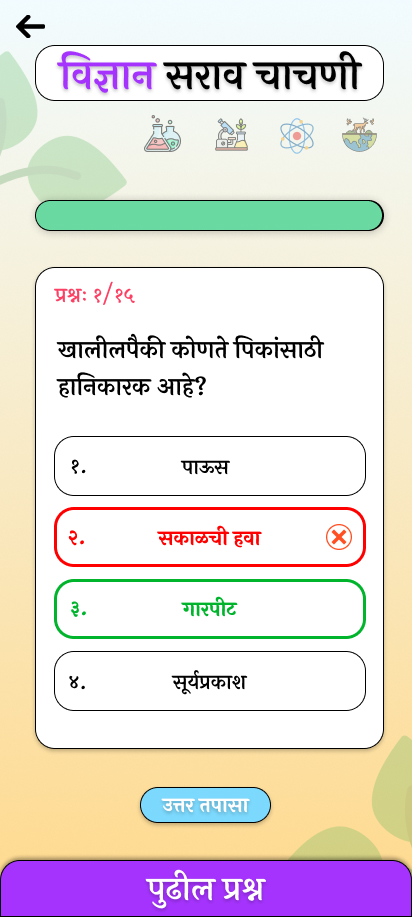 विज्ञान सराव चाचणी
प्रश्न: १/१५
खालीलपैकी कोणते पिकांसाठी
हानिकारक आहे?
१. पाऊस
२. सकाळची हवा
३. गारपीट
४. सूर्यप्रकाश
उत्तर तपासा
पुढील प्रश्न